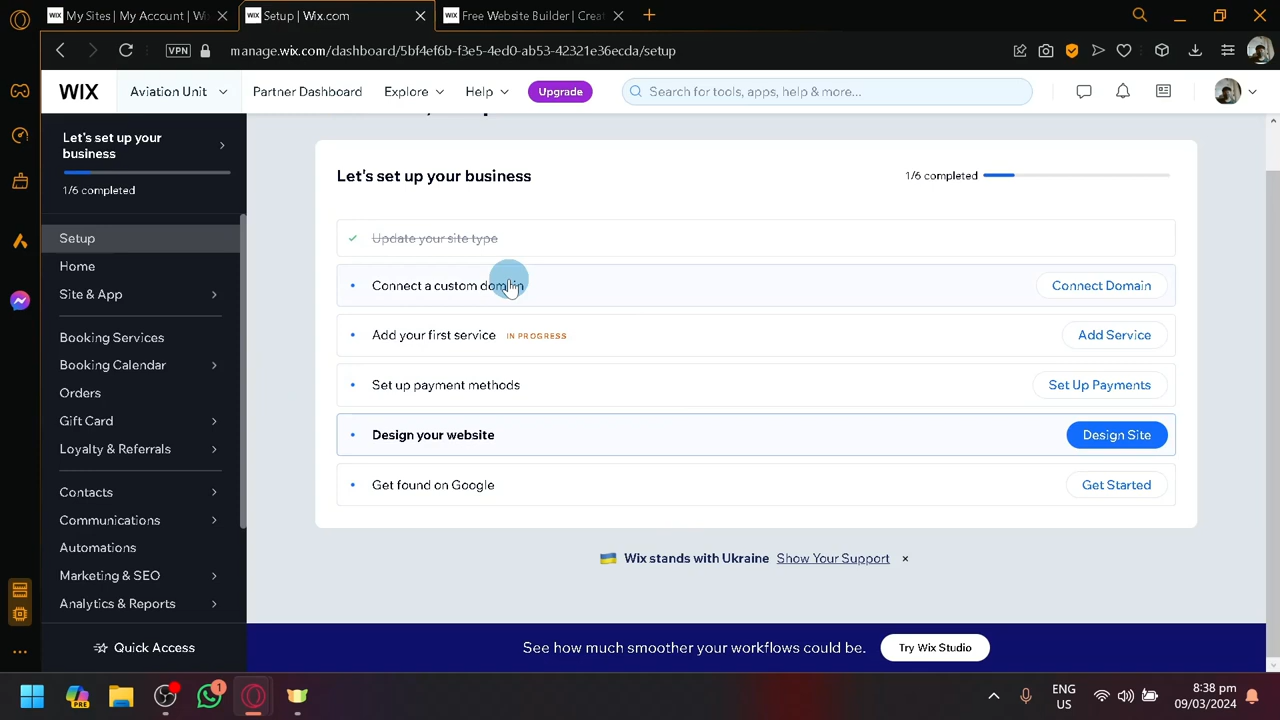 WIX My Sites | My Account | Wi
WIX Setup | Wix.com
WIX Free Website Builder | Creat
VPN
manage.wix.com/dashboard/5bf4ef6b-f3e5-4ed0-ab53-42321e36ecda/setup
WIX
Aviation Unit
Partner Dashboard
Explore
Help
Upgrade
Search for tools, apps, help & more...
Let's set up your
business
1/6 completed
Setup
Home
Site & App
Booking Services
Booking Calendar
Orders
Gift Card
Loyalty & Referrals
Contacts
Communications
Automations
Marketing & SEO
Analytics & Reports
Quick Access
Let's set up your business
1/6 completed
Update your site type
Connect a custom domain
Connect Domain
Add your first service IN PROGRESS
Add Service
Set up payment methods
Set Up Payments
Design your website
Design Site
Get found on Google
Get Started
Wix stands with Ukraine Show Your Support ×
See how much smoother your workflows could be.
Try Wix Studio
PRE
1
ENG
US
8:38 pm
09/03/2024